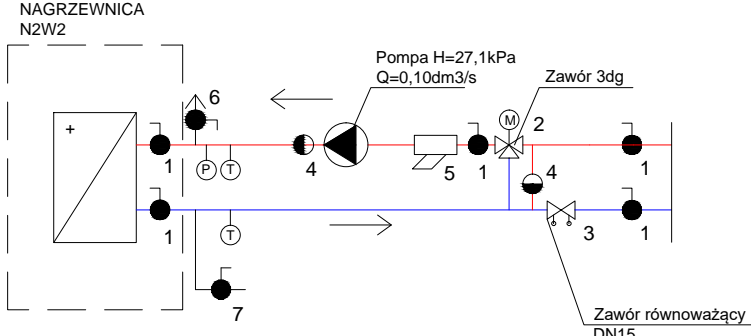 NAGRZEWNICA
N2W2
Pompa H=27,1kPa
Q=0,10dm3/s
Zawór 3dg
6
M
2
+
1
P
T
4
5
1
4
1
1
T
3
1
7
Zawór równoważący
DN15